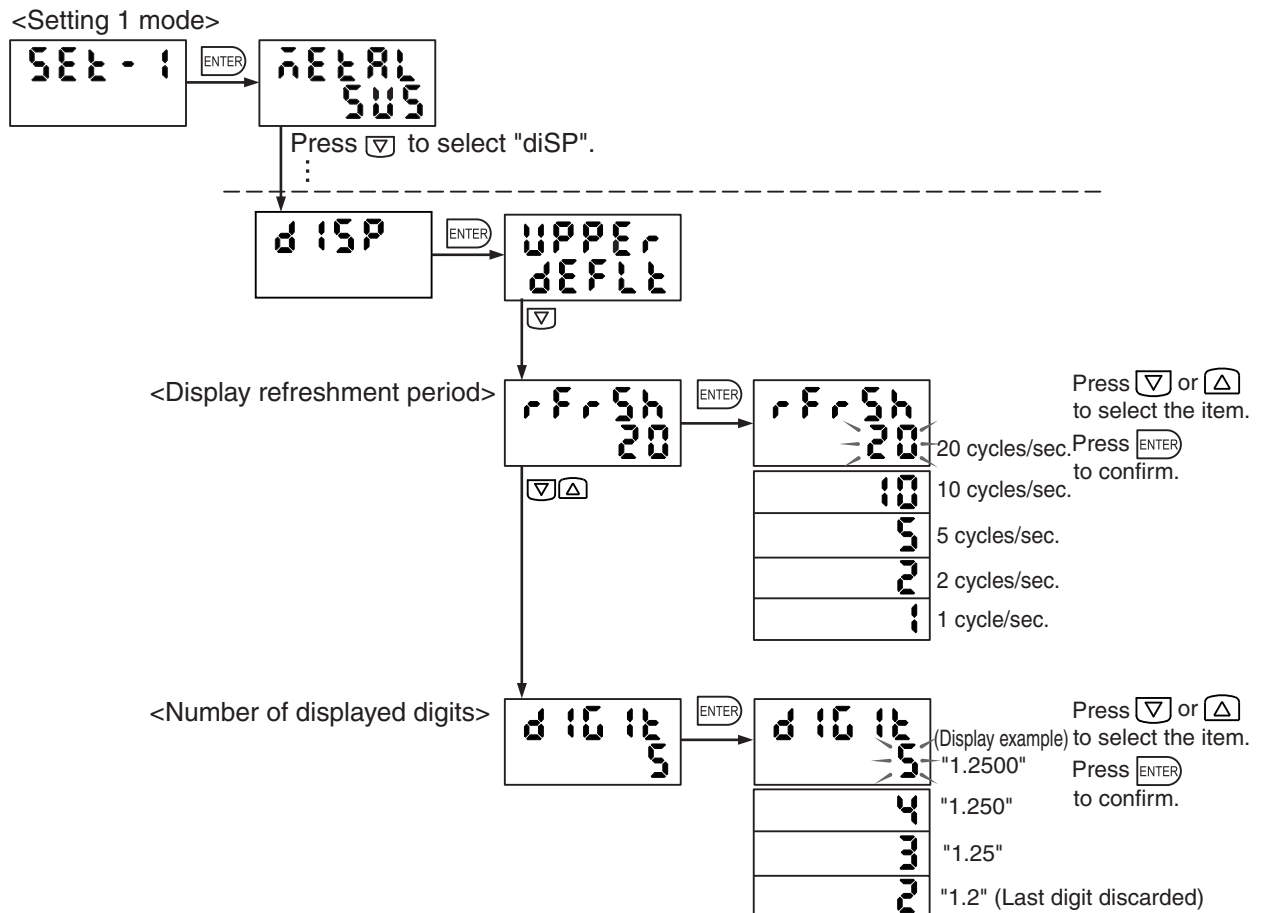 <Setting 1 mode>
SEt-1 ENTER mEtAL
SUS
Press to select "diSP".
diSP ENTER UPPEr
dEFLt
<Display refreshment period> rFrSh ENTER rFrSh
20 20 20 cycles/sec.
Press or
to select the item.
Press ENTER
to confirm.
10 10 cycles/sec.
5 5 cycles/sec.
2 2 cycles/sec.
1 1 cycle/sec.
<Number of displayed digits> diGit ENTER diGit
5 5 (Display example)
"1.2500"
Press or
to select the item.
Press ENTER
to confirm.
4 "1.250"
3 "1.25"
2 "1.2" (Last digit discarded)